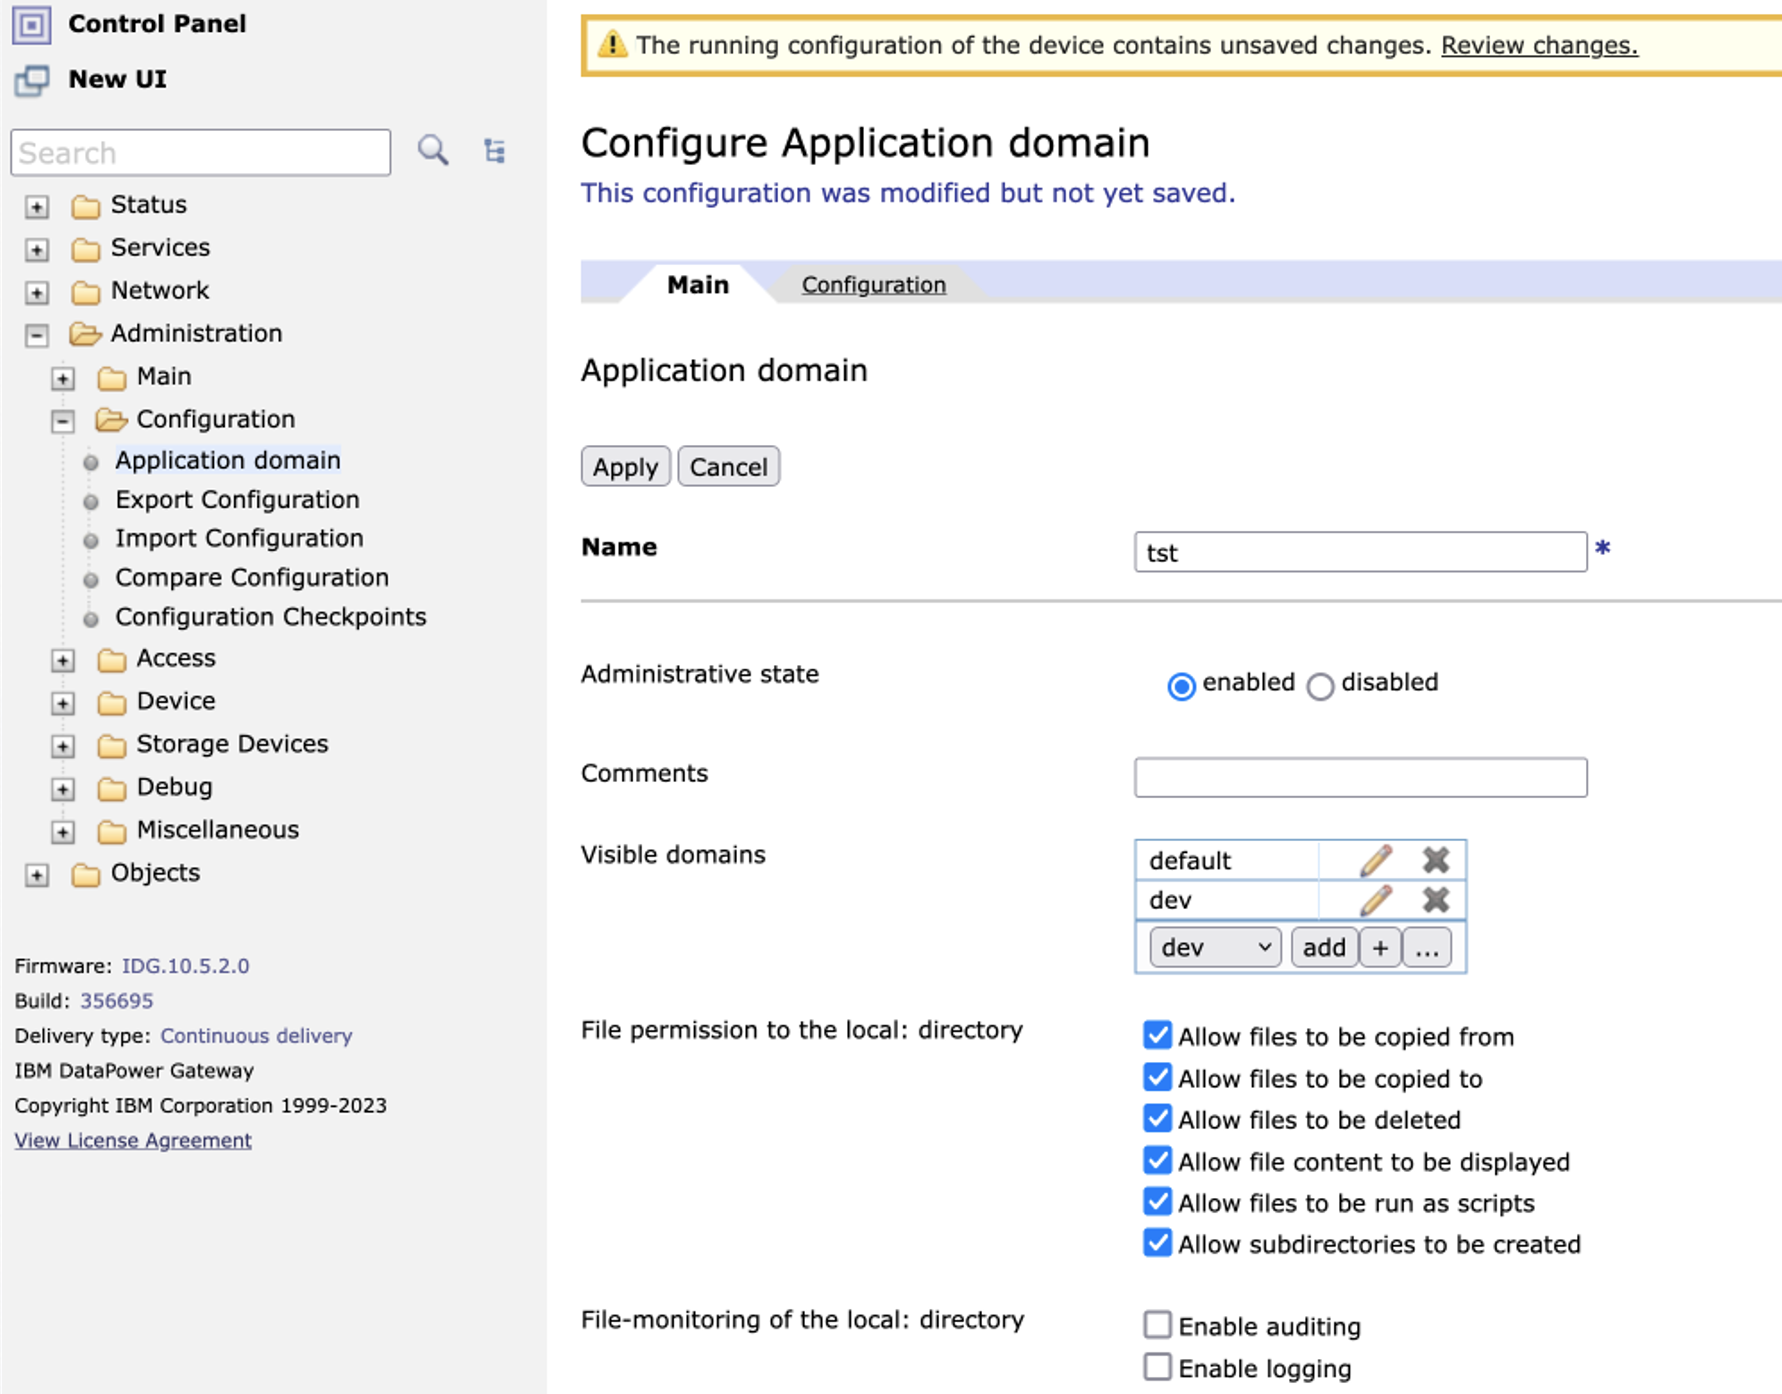 Control Panel
New UI
Search
Status
Services
Network
Administration
Main
Configuration
Application domain
Export Configuration
Import Configuration
Compare Configuration
Configuration Checkpoints
Access
Device
Storage Devices
Debug
Miscellaneous
Objects
Firmware: IDG.10.5.2.0
Build: 356695
Delivery type: Continuous delivery
IBM DataPower Gateway
Copyright IBM Corporation 1999-2023
View License Agreement
The running configuration of the device contains unsaved changes. Review changes.
Configure Application domain
This configuration was modified but not yet saved.
Main Configuration
Application domain
Apply Cancel
Name tst *
Administrative state enabled disabled
Comments
Visible domains default
dev
dev add + ...
File permission to the local: directory Allow files to be copied from
Allow files to be copied to
Allow files to be deleted
Allow file content to be displayed
Allow files to be run as scripts
Allow subdirectories to be created
File-monitoring of the local: directory Enable auditing
Enable logging